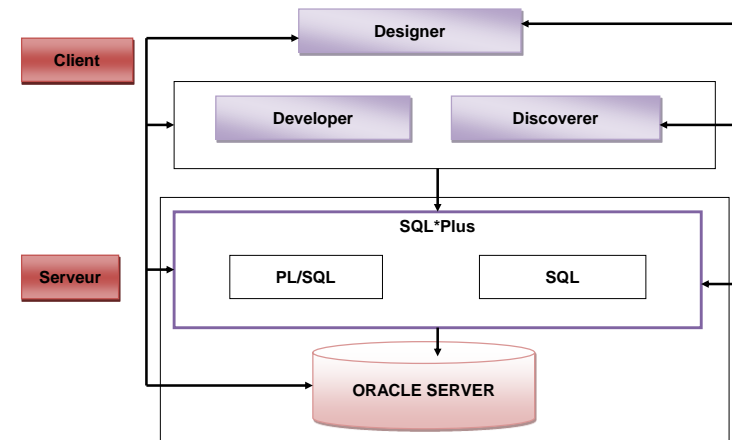 Designer
Client
Developer
Discoverer
SQL*Plus
Serveur
PL/SQL
SQL
ORACLE SERVER